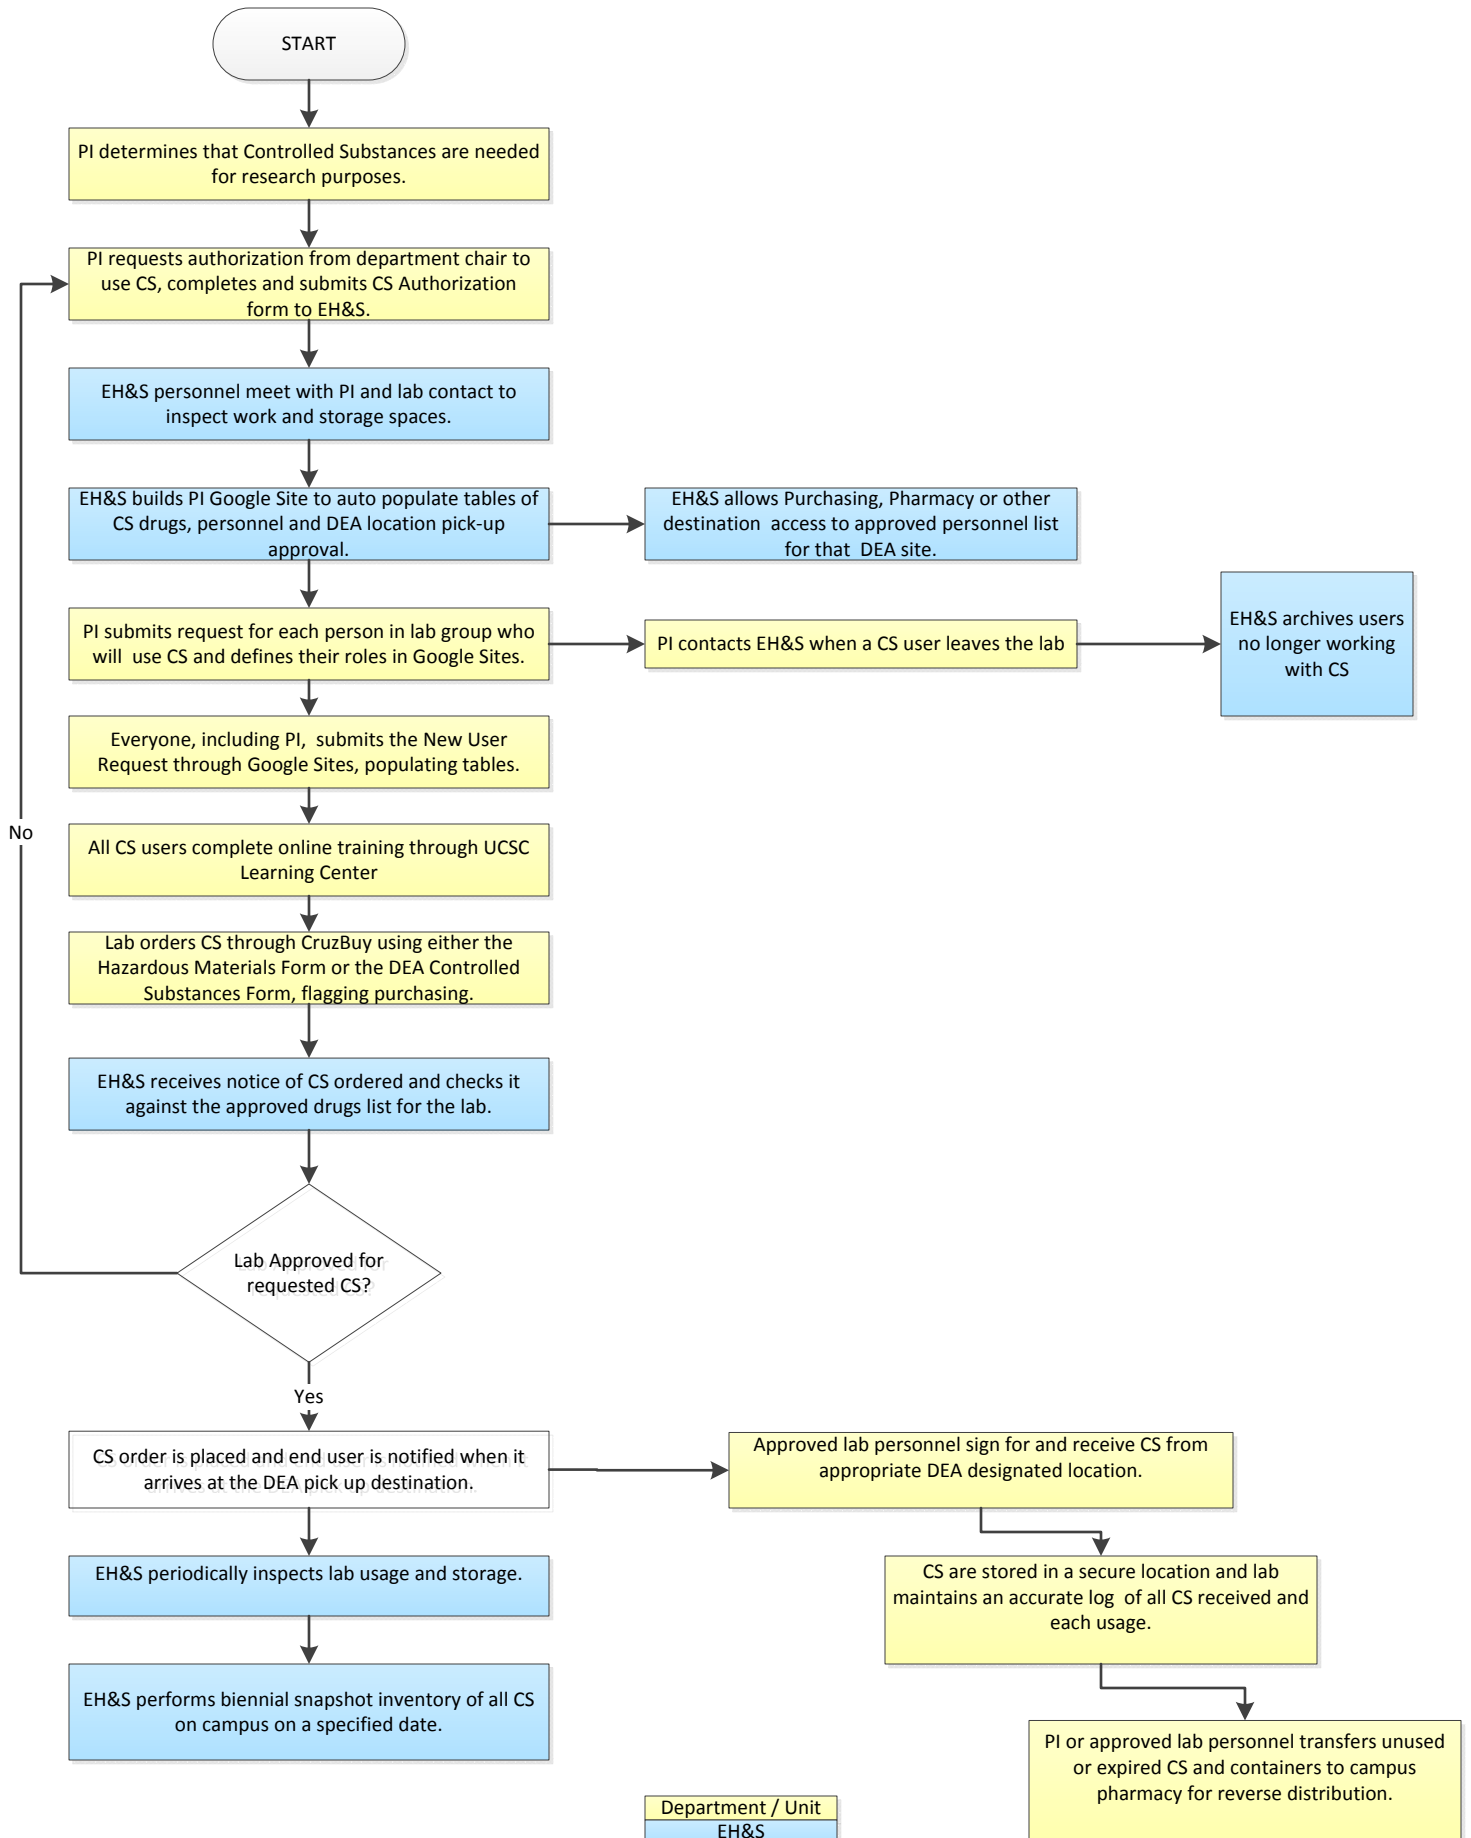 START
PI determines that Controlled Substances are needed
for research purposes.
PI requests authorization from department chair to
use CS, completes and submits CS Authorization
form to EH&S.
EH&S personnel meet with PI and lab contact to
inspect work and storage spaces.
EH&S builds PI Google Site to auto populate tables of
CS drugs, personnel and DEA location pick-up
approval.
EH&S allows Purchasing, Pharmacy or other
destination access to approved personnel list
for that DEA site.
PI submits request for each person in lab group who
will use CS and defines their roles in Google Sites.
PI contacts EH&S when a CS user leaves the lab
EH&S archives users
no longer working
with CS
Everyone, including PI, submits the New User
Request through Google Sites, populating tables.
No
All CS users complete online training through UCSC
Learning Center
Lab orders CS through CruzBuy using either the
Hazardous Materials Form or the DEA Controlled
Substances Form, flagging purchasing.
EH&S receives notice of CS ordered and checks it
against the approved drugs list for the lab.
Lab Approved for
requested CS?
Yes
CS order is placed and end user is notified when it
arrives at the DEA pick up destination.
Approved lab personnel sign for and receive CS from
appropriate DEA designated location.
EH&S periodically inspects lab usage and storage.
CS are stored in a secure location and lab
maintains an accurate log of all CS received and
each usage.
EH&S performs biennial snapshot inventory of all CS
on campus on a specified date.
PI or approved lab personnel transfers unused
or expired CS and containers to campus
pharmacy for reverse distribution.
Department / Unit
EH&S